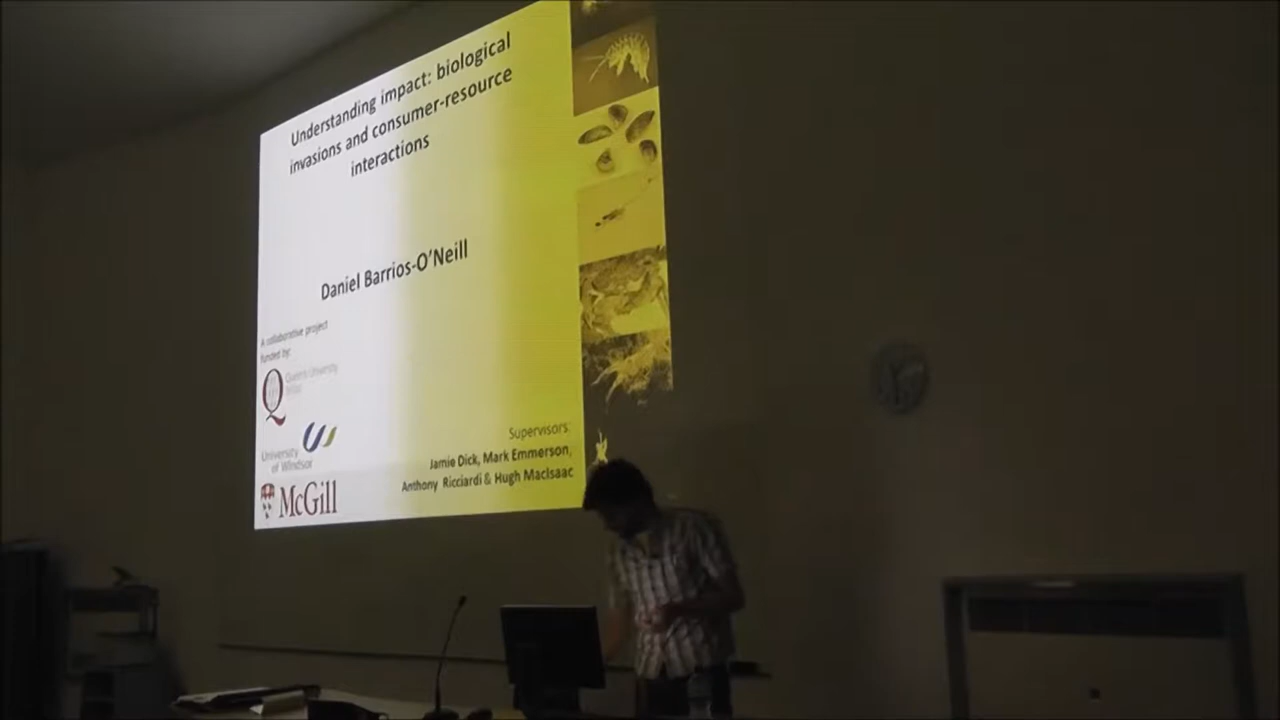 Understanding impact: biological
invasions and consumer-resource
interactions
Daniel Barrios-O'Neill
A collaborative project
funded by:
Queen's University
University
of Windsor
McGill
Supervisors:
Jamie Dick, Mark Emmerson,
Anthony Ricciardi & Hugh MacIsaac